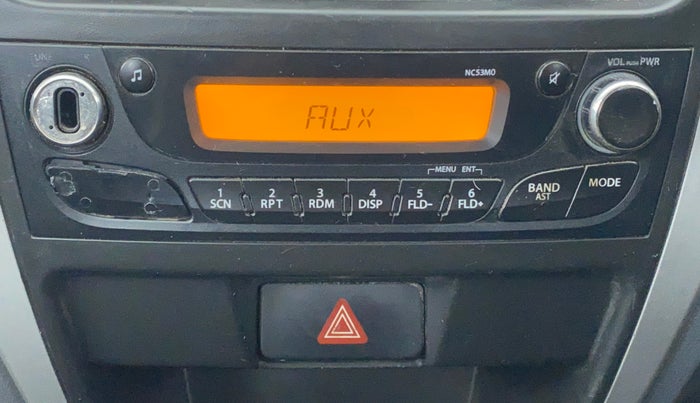 VOL PUSH PWR
NC53M0
AUX
MENU ENT
1 2 3 4 5 6
SCN RPT RDM DISP FLD- FLD+
BAND MODE
AST